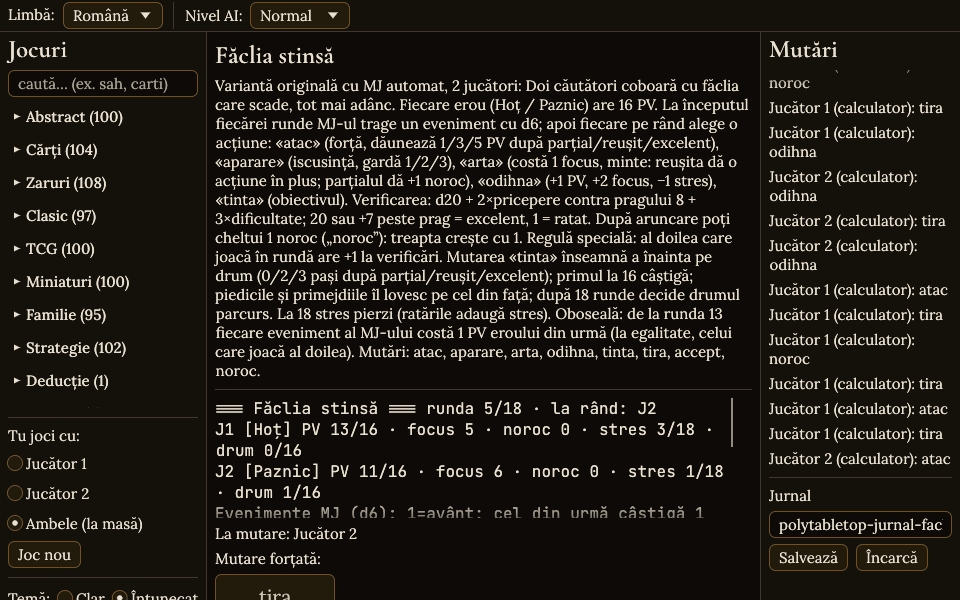 Limbă: Română ▼ Nivel AI: Normal ▼
Jocuri
caută... (ex. sah, carti)
▸ Abstract (100)
▸ Cărți (104)
▸ Zaruri (108)
▸ Clasic (97)
▸ TCG (100)
▸ Miniaturi (100)
▸ Familie (95)
▸ Strategie (102)
▸ Deducție (1)
Tu joci cu:
Jucător 1
Jucător 2
Ambele (la masă)
Joc nou
Temă: Clar Întunecat
Făclia stinsă
Variantă originală cu MJ automat, 2 jucători: Doi căutători coboară cu făclia
care scade, tot mai adânc. Fiecare erou (Hoț / Paznic) are 16 PV. La începutul
fiecărei runde MJ-ul trage un eveniment cu d6; apoi fiecare pe rând alege o
acțiune: «atac» (forță, dăunează 1/3/5 PV după parțial/reușit/excelent),
«aparare» (iscusință, gardă 1/2/3), «arta» (costă 1 focus, minte: reușita dă o
acțiune în plus; parțialul dă +1 noroc), «odihna» (+1 PV, +2 focus, −1 stres),
«tinta» (obiectivul). Verificarea: d20 + 2×pricepere contra pragului 8 +
3×dificultate; 20 sau +7 peste prag = excelent, 1 = ratat. După aruncare poți
cheltui 1 noroc („noroc”): treapta crește cu 1. Regulă specială: al doilea care
joacă în rundă are +1 la verificări. Mutarea «tinta» înseamnă a înainta pe
drum (0/2/3 pași după parțial/reușit/excelent); primul la 16 câștigă;
piedicile și primejdiile îl lovesc pe cel din față; după 18 runde decide drumul
parcurs. La 18 stres pierzi (ratările adaugă stres). Oboseală: de la runda 13
fiecare eveniment al MJ-ului costă 1 PV eroului din urmă (la egalitate, celui
care joacă al doilea). Mutări: atac, aparare, arta, odihna, tinta, tira, accept,
noroc.
═══ Făclia stinsă ═══ runda 5/18 · la rând: J2
J1 [Hoț] PV 13/16 · focus 5 · noroc 0 · stres 3/18 ·
drum 0/16
J2 [Paznic] PV 11/16 · focus 6 · noroc 0 · stres 1/18
· drum 1/16
Evenimente MJ (d6): 1=avânt: cel din urmă câștigă 1
La mutare: Jucător 2
Mutare forțată:
tira
Mutări
noroc
Jucător 1 (calculator): tira
Jucător 1 (calculator):
odihna
Jucător 2 (calculator):
odihna
Jucător 2 (calculator): tira
Jucător 2 (calculator):
odihna
Jucător 1 (calculator): atac
Jucător 1 (calculator): tira
Jucător 1 (calculator):
noroc
Jucător 1 (calculator): tira
Jucător 1 (calculator): atac
Jucător 1 (calculator): tira
Jucător 2 (calculator): atac
Jurnal
polytabletop-jurnal-fac
Salvează Încarcă